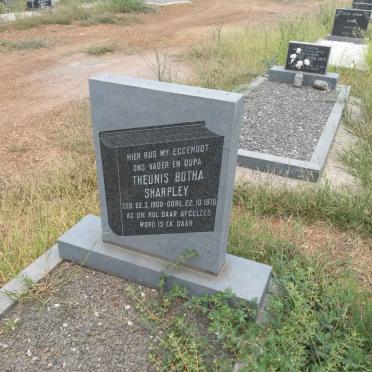 HIER RUS MY EGGENOOT
ONS VADER EN OUPA
THEUNIS BOTHA
SHARPLEY
GEB. 22.3.1908-OORL. 22.10.1978
AS DIE ROL DAAR AFGELEES
WORD IS EK DAAR